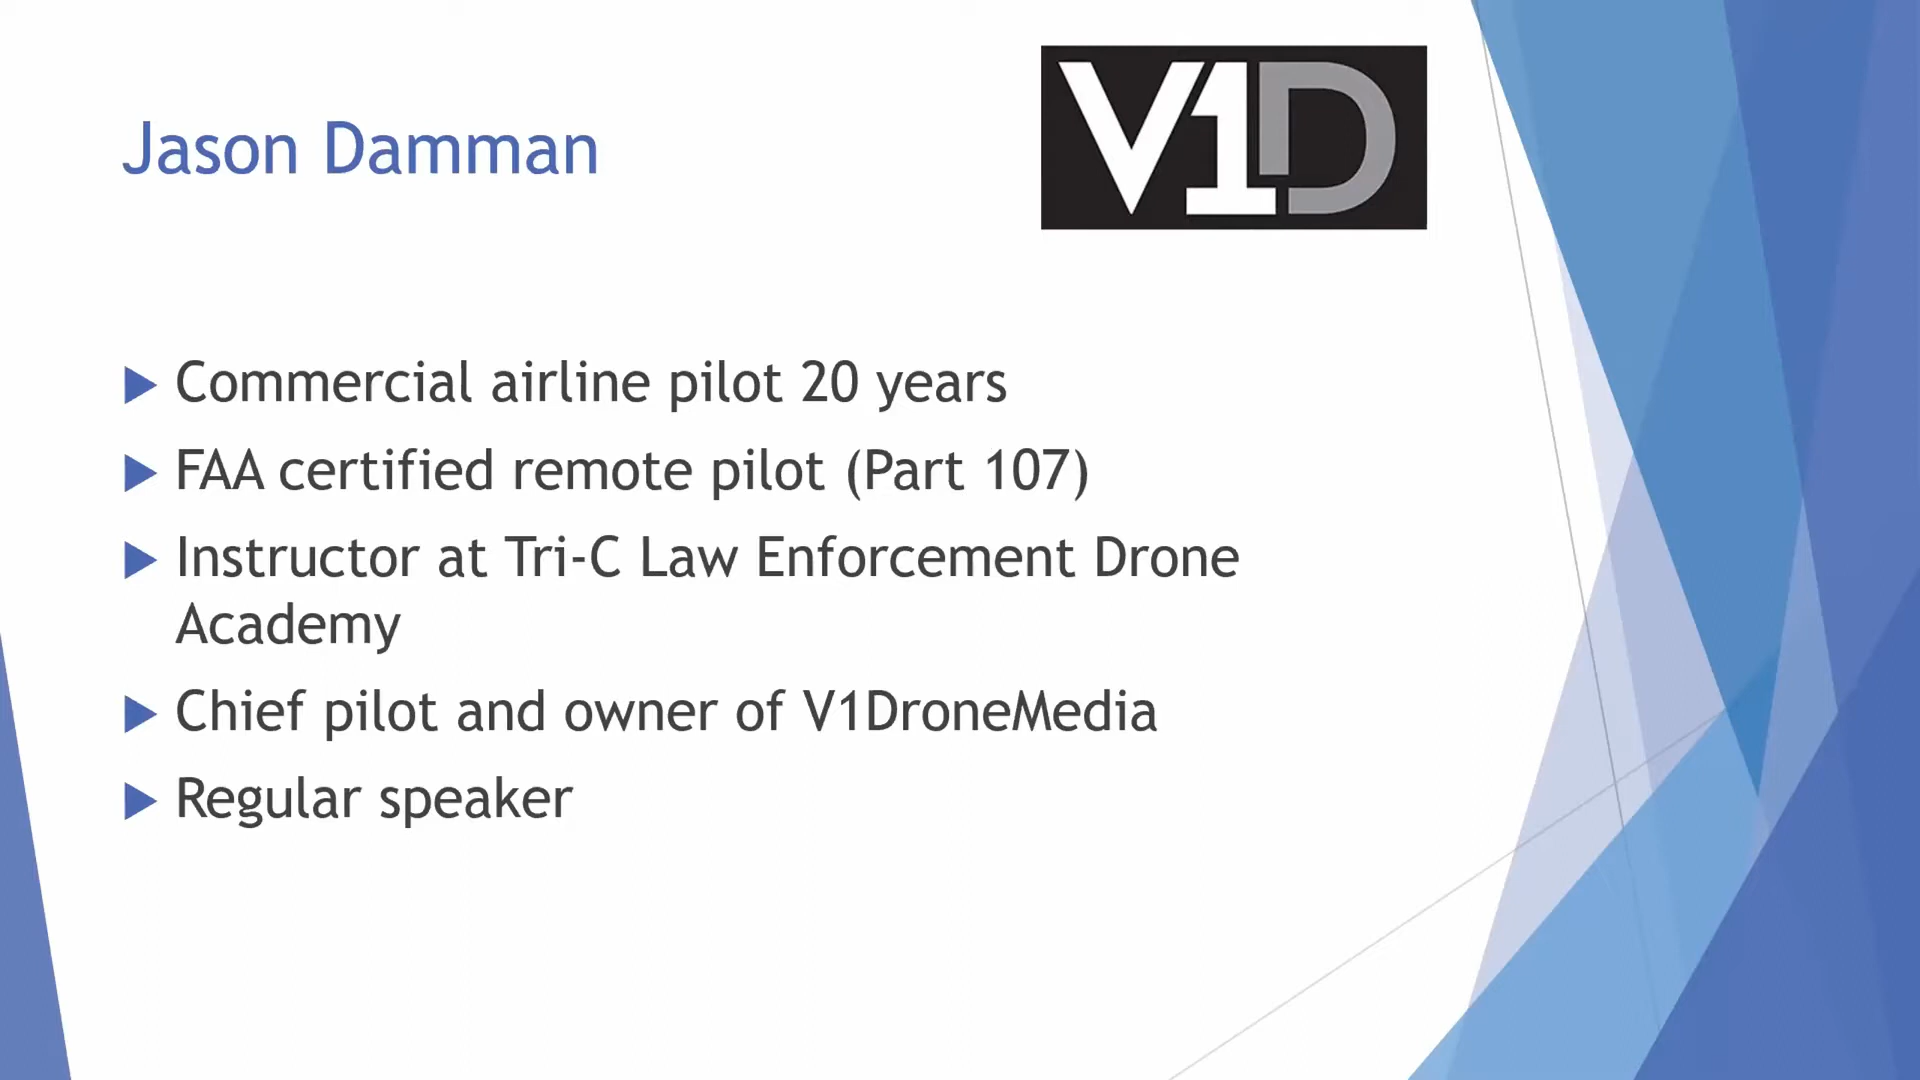 V1D
Jason Damman
Commercial airline pilot 20 years
FAA certified remote pilot (Part 107)
Instructor at Tri-C Law Enforcement Drone
Academy
Chief pilot and owner of V1DroneMedia
Regular speaker